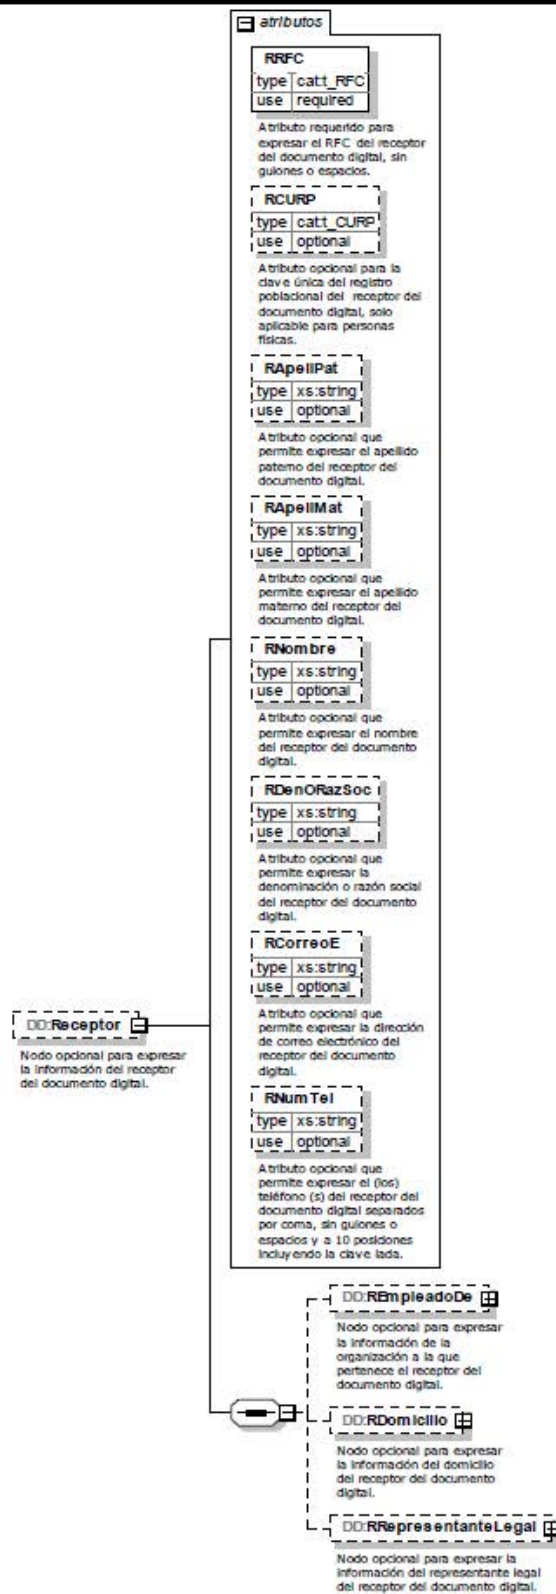 atributos
RRFC
type cat:t_RFC
use required
Atributo requerido para
expresar el RFC del receptor
del documento digital, sin
guiones o espacios.
RCURP
type cat:t_CURP
use optional
Atributo opcional para la
clave única del registro
poblacional del receptor del
documento digital, solo
aplicable para personas
físicas.
RApellPat
type xs:string
use optional
Atributo opcional que
permite expresar el apellido
paterno del receptor del
documento digital.
RApellMat
type xs:string
use optional
Atributo opcional que
permite expresar el apellido
materno del receptor del
documento digital.
RNombre
type xs:string
use optional
Atributo opcional que
permite expresar el nombre
del receptor del documento
digital.
RDenORazSoc
type xs:string
use optional
Atributo opcional que
permite expresar la
denominación o razón social
del receptor del documento
digital.
RCorreoE
type xs:string
use optional
Atributo opcional que
permite expresar la dirección
de correo electrónico del
receptor del documento
digital.
RNumTel
type xs:string
use optional
Atributo opcional que
permite expresar el (los)
teléfono (s) del receptor del
documento digital separados
por coma, sin guiones o
espacios y a 10 posiciones
incluyendo la clave lada.
DD:Receptor
Nodo opcional para expresar
la información del receptor
del documento digital.
DD:REmpleadoDe
Nodo opcional para expresar
la información de la
organización a la que
pertenece el receptor del
documento digital.
DD:RDomicilio
Nodo opcional para expresar
la información del domicilio
del receptor del documento
digital.
DD:RRepresentanteLegal
Nodo opcional para expresar la
información del representante legal
del receptor del documento digital.